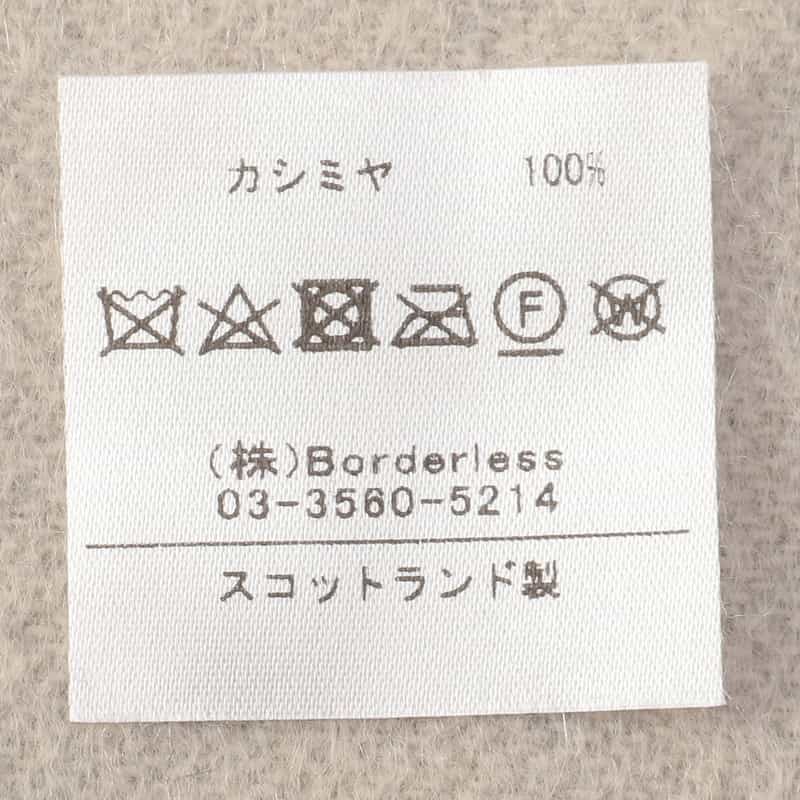 カシミヤ 100%
F W
(株)Borderless
03-3560-5214
スコットランド製